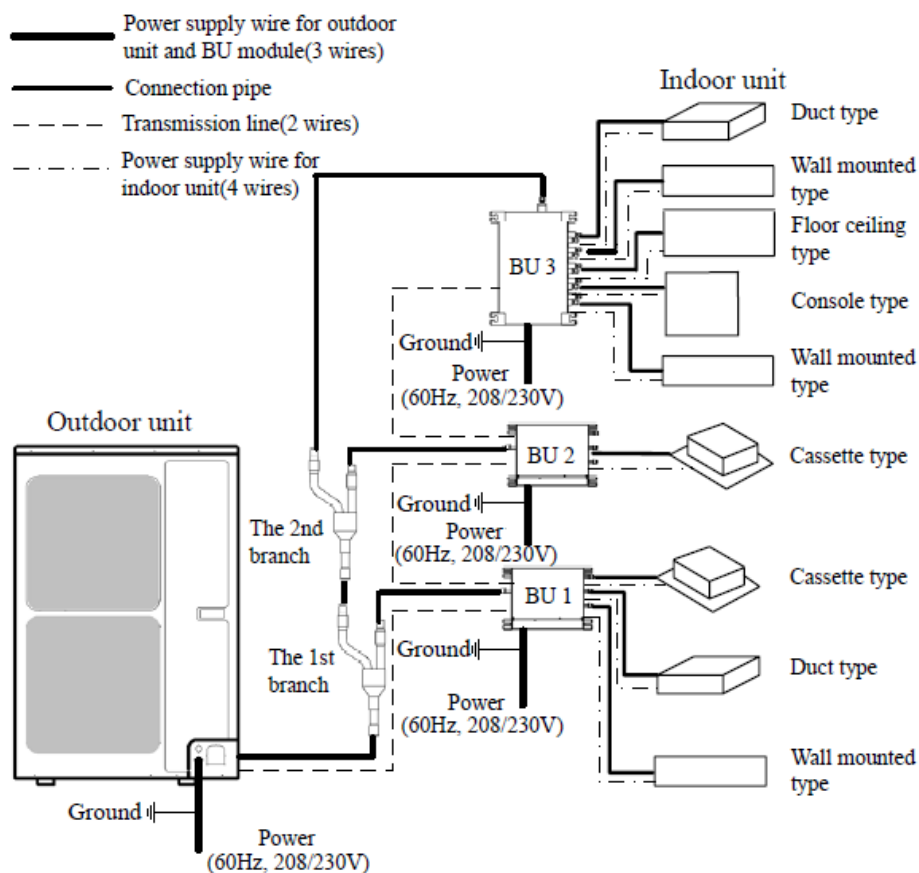 Power supply wire for outdoor
unit and BU module(3 wires)
Connection pipe
Transmission line(2 wires)
Power supply wire for
indoor unit(4 wires)
Indoor unit
Duct type
Wall mounted
type
Floor ceiling
type
Console type
Wall mounted
type
BU 3
Ground
Power
(60Hz, 208/230V)
Outdoor unit
BU 2
Cassette type
Ground
The 2nd
branch
Power
(60Hz, 208/230V)
Cassette type
BU 1
Ground
The 1st
branch
Duct type
Power
(60Hz, 208/230V)
Wall mounted
type
Ground
Power
(60Hz, 208/230V)